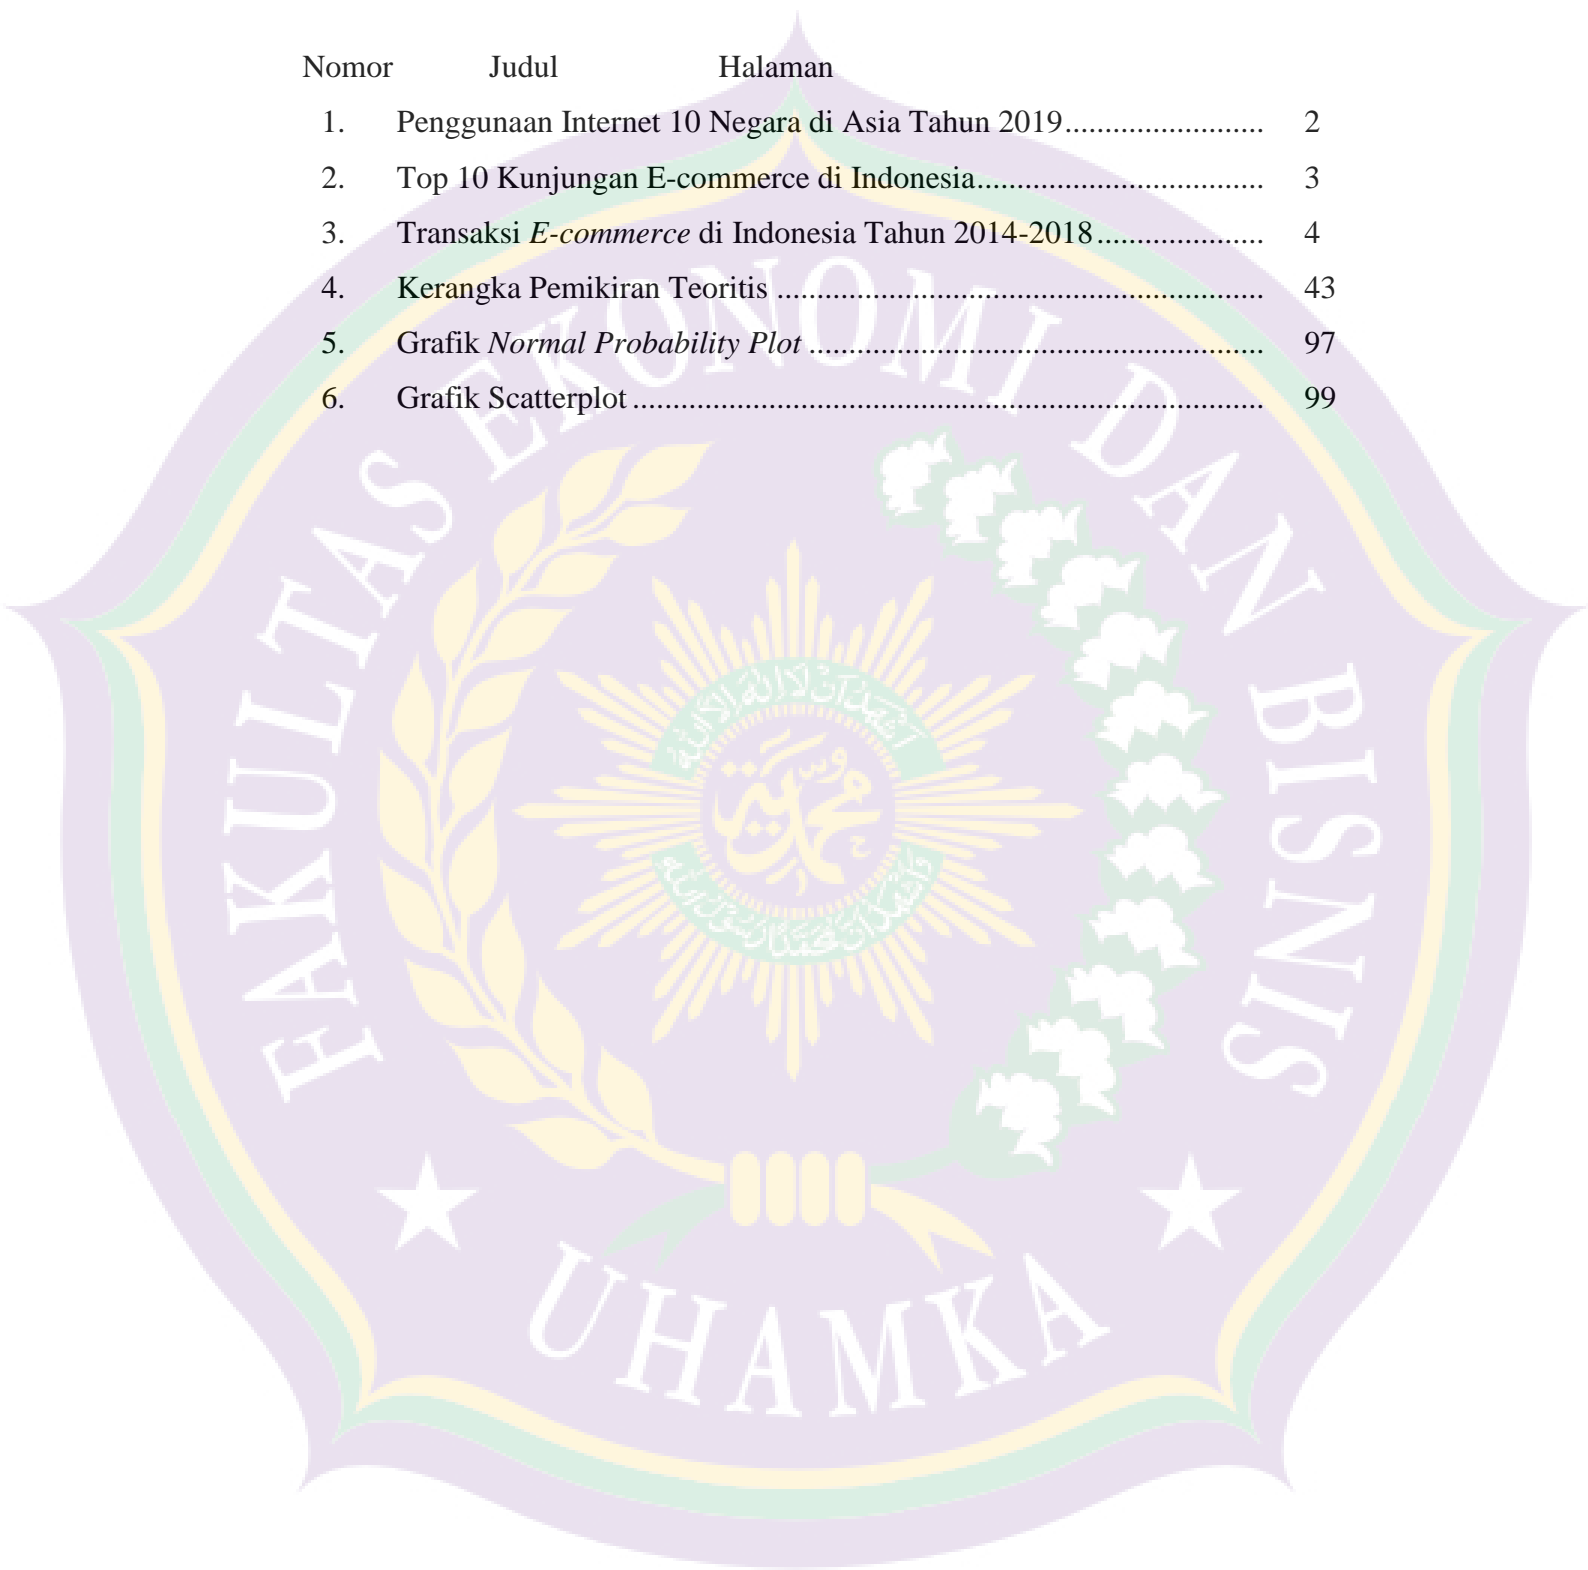 Nomor Judul Halaman
1. Penggunaan Internet 10 Negara di Asia Tahun 2019........................ 2
2. Top 10 Kunjungan E-commerce di Indonesia................................... 3
3. Transaksi E-commerce di Indonesia Tahun 2014-2018.................... 4
4. Kerangka Pemikiran Teoritis ........................................................... 43
5. Grafik Normal Probability Plot ....................................................... 97
6. Grafik Scatterplot ............................................................................ 99
FAKULTAS EKONOMI DAN BISNIS
UHAMKA